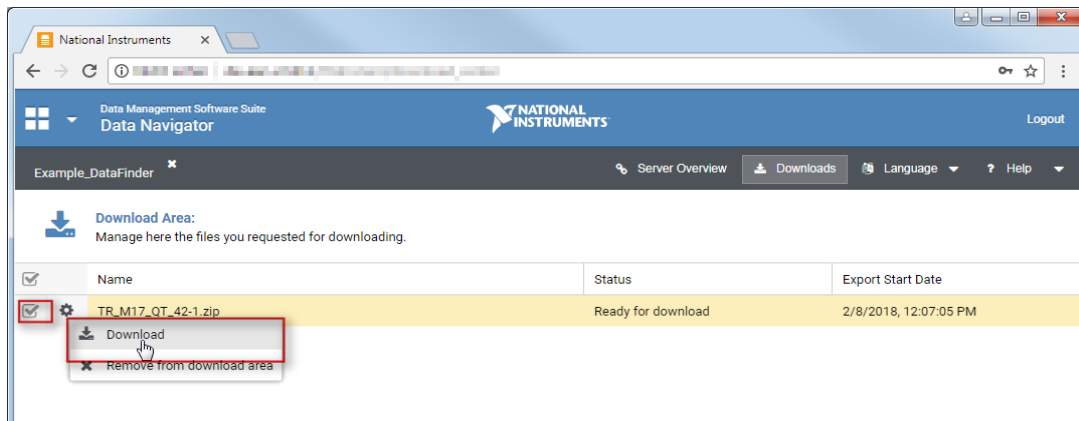 National Instruments
Data Management Software Suite
Data Navigator
NATIONAL
INSTRUMENTS
Logout
Example_DataFinder
Server Overview
Downloads
Language
? Help
Download Area:
Manage here the files you requested for downloading.
Name Status Export Start Date
TR_M17_QT_42-1.zip Ready for download 2/8/2018, 12:07:05 PM
Download
Remove from download area